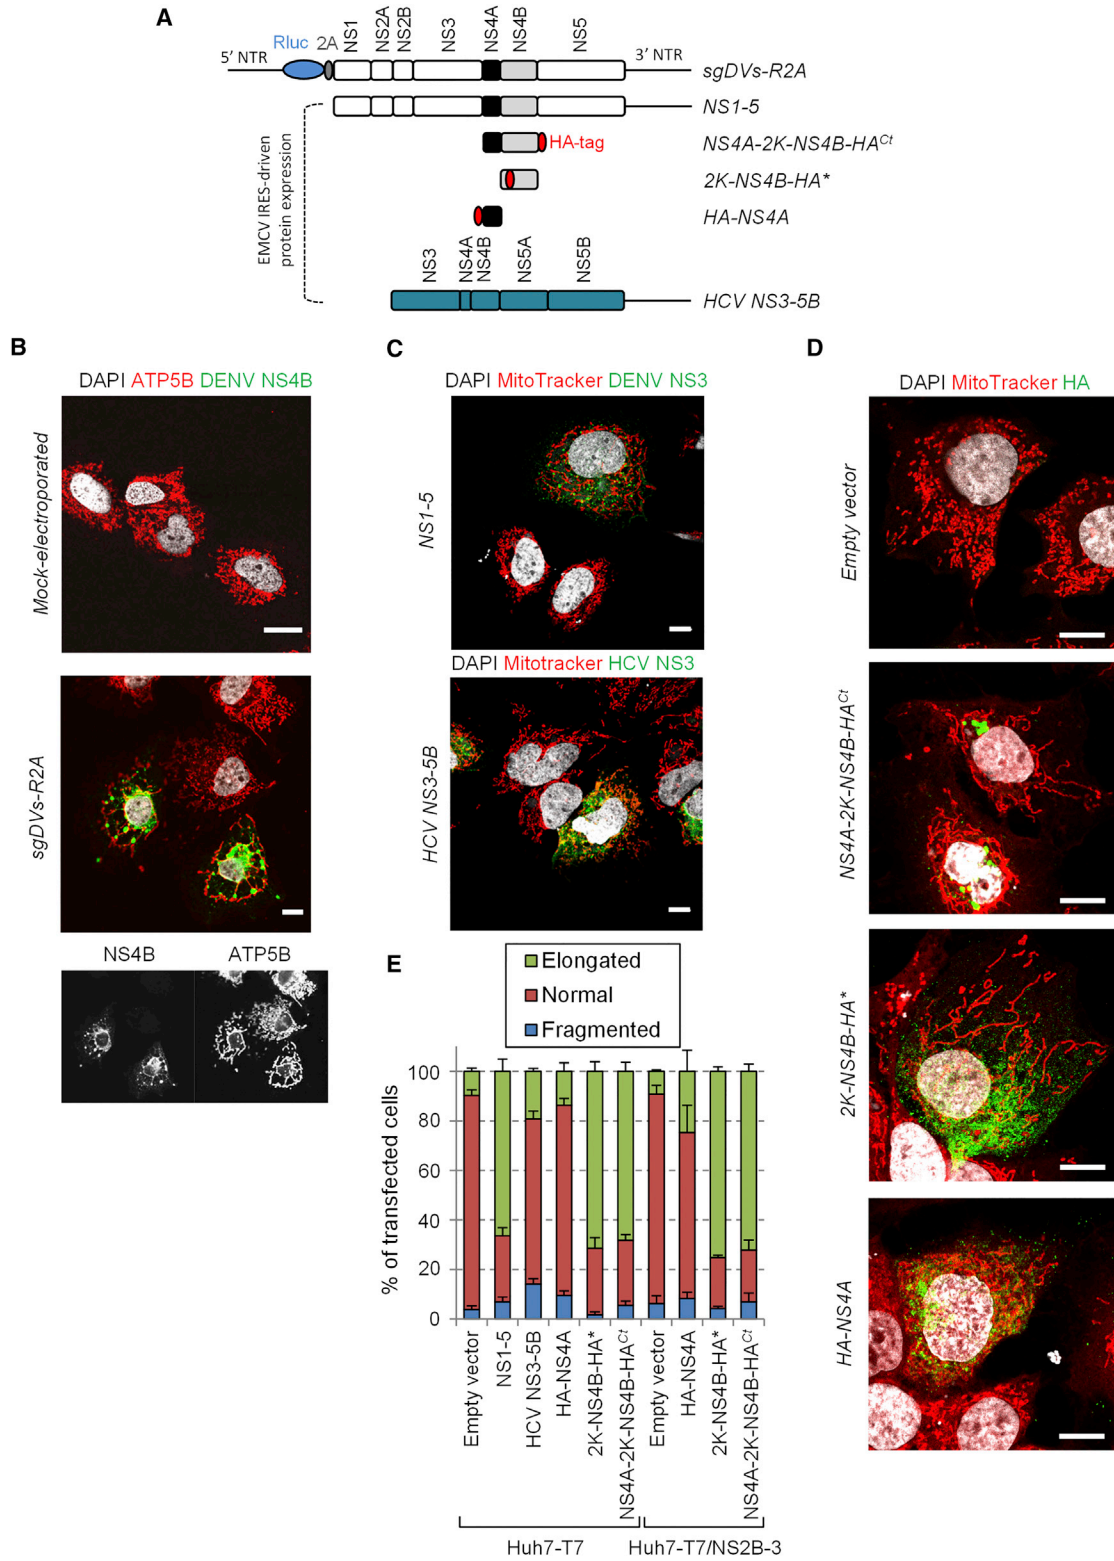 A
NS1
NS2A
NS2B
NS3
NS4A
NS4B
NS5
Rluc
2A
5' NTR
3' NTR
sgDVs-R2A
NS1-5
HA-tag
NS4A-2K-NS4B-HA^Ct
2K-NS4B-HA*
HA-NS4A
EMCV IRES-driven
protein expression
NS3
NS4A
NS4B
NS5A
NS5B
HCV NS3-5B
B
DAPI ATP5B DENV NS4B
Mock-electroporated
sgDVs-R2A
NS4B
ATP5B
C
DAPI MitoTracker DENV NS3
NS1-5
DAPI Mitotracker HCV NS3
HCV NS3-5B
D
DAPI MitoTracker HA
Empty vector
NS4A-2K-NS4B-HA^Ct
2K-NS4B-HA*
HA-NS4A
E
Elongated
Normal
Fragmented
% of transfected cells
100
80
60
40
20
0
Empty vector
NS1-5
HCV NS3-5B
HA-NS4A
2K-NS4B-HA*
NS4A-2K-NS4B-HA^Ct
Empty vector
HA-NS4A
2K-NS4B-HA*
NS4A-2K-NS4B-HA^Ct
Huh7-T7
Huh7-T7/NS2B-3